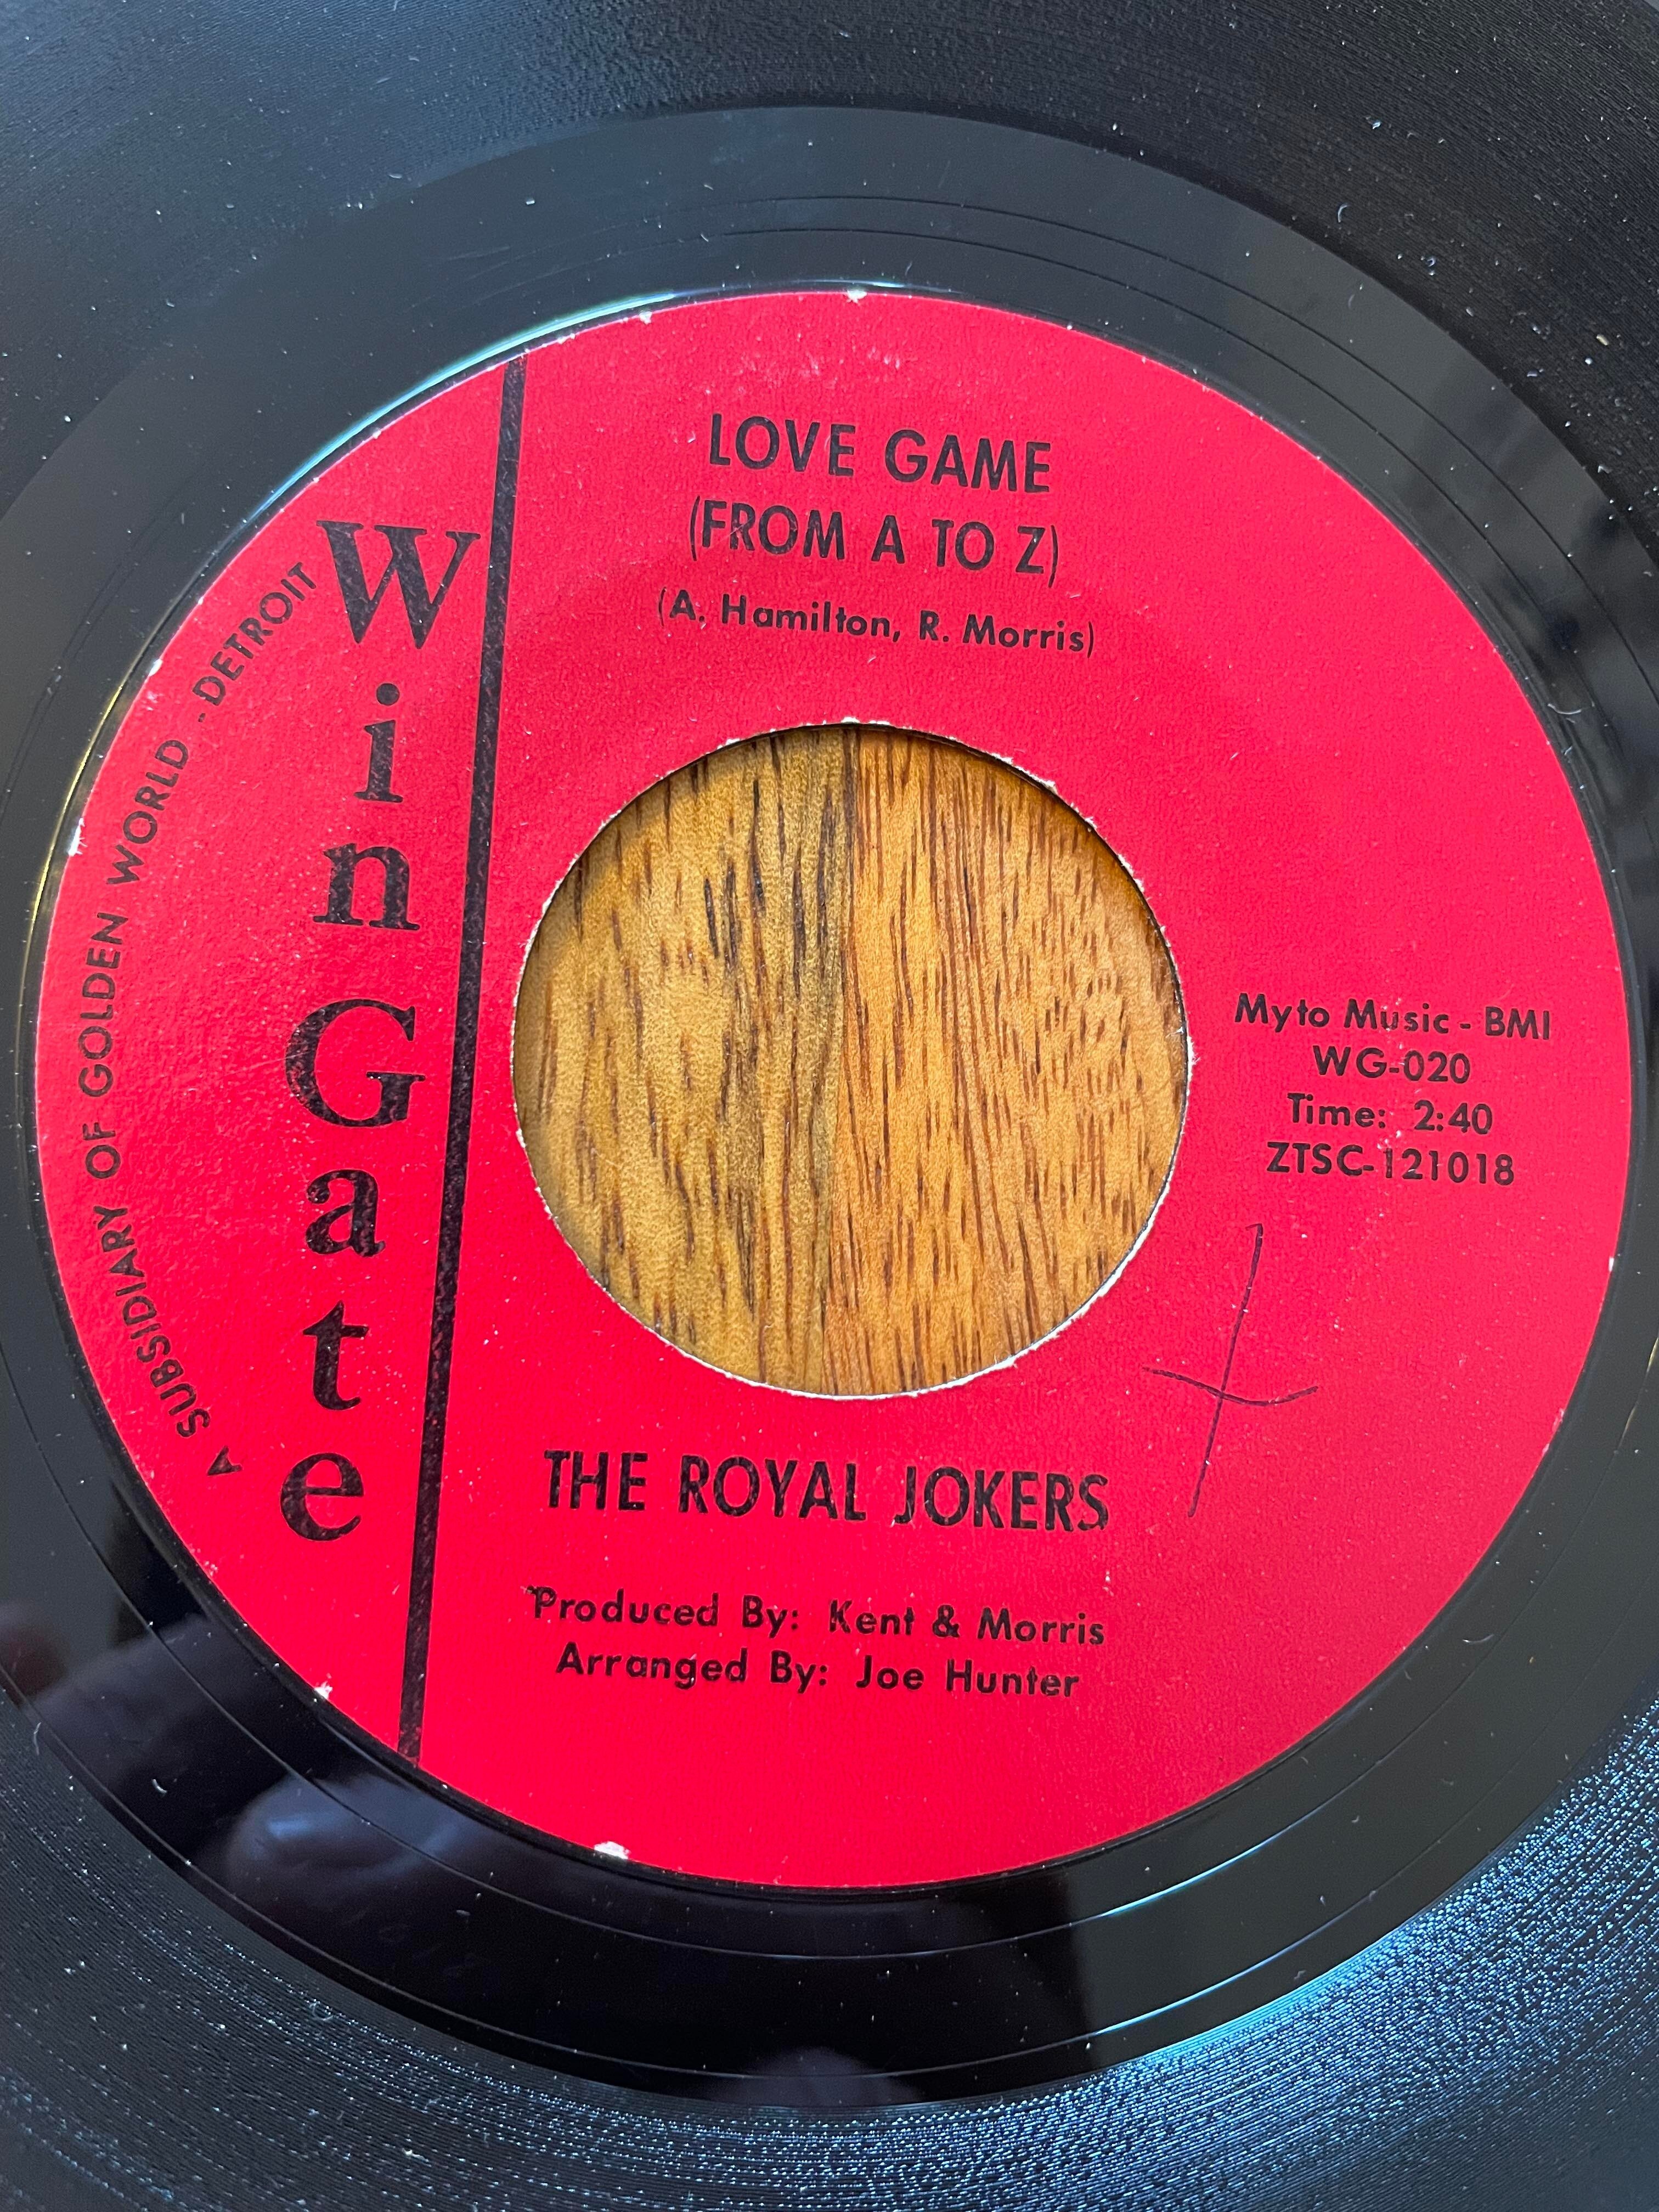 LOVE GAME
(FROM A TO Z)
(A. Hamilton, R. Morris)
WinGate
A SUBSIDIARY OF GOLDEN WORLD - DETROIT
Myto Music - BMI
WG-020
Time: 2:40
ZTSC-121018
THE ROYAL JOKERS
Produced By: Kent & Morris
Arranged By: Joe Hunter